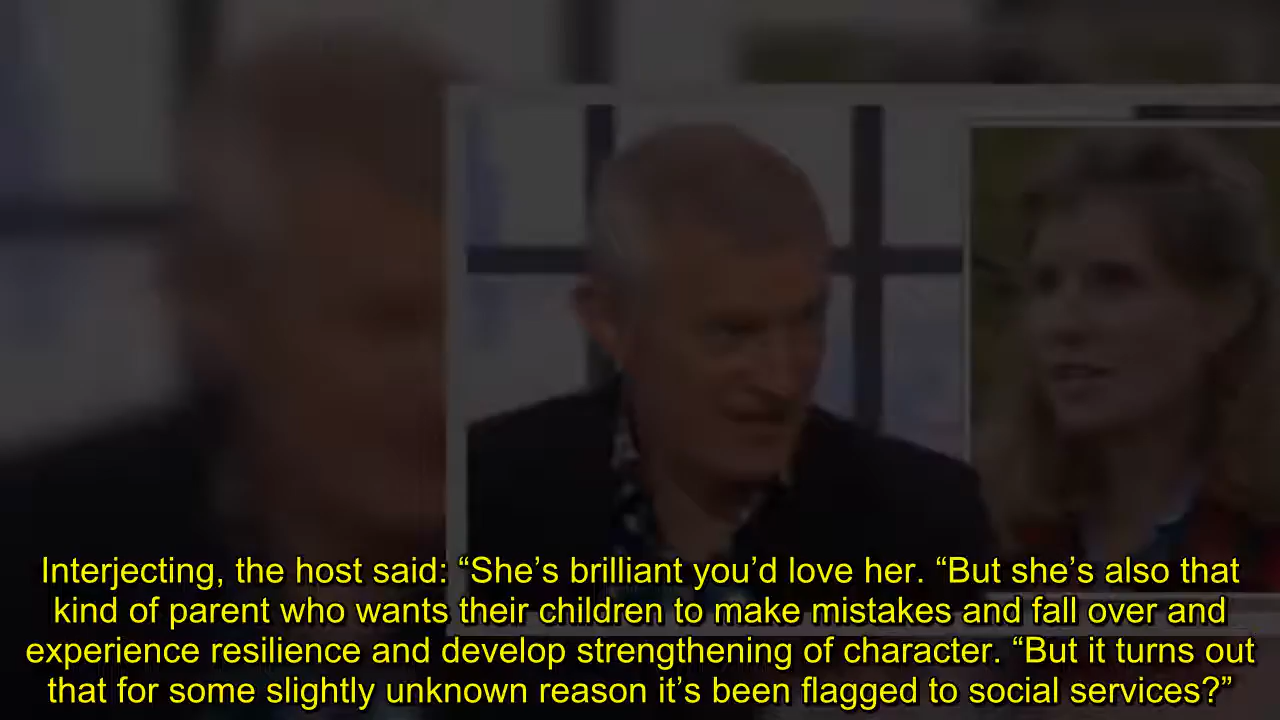 Interjecting, the host said: “She’s brilliant you’d love her. “But she’s also that
kind of parent who wants their children to make mistakes and fall over and
experience resilience and develop strengthening of character. “But it turns out
that for some slightly unknown reason it’s been flagged to social services?”